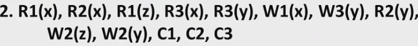 2. R1(x), R2(x), R1(z), R3(x), R3(y), W1(x), W3(y), R2(y),
W2(z), W2(y), C1, C2, C3